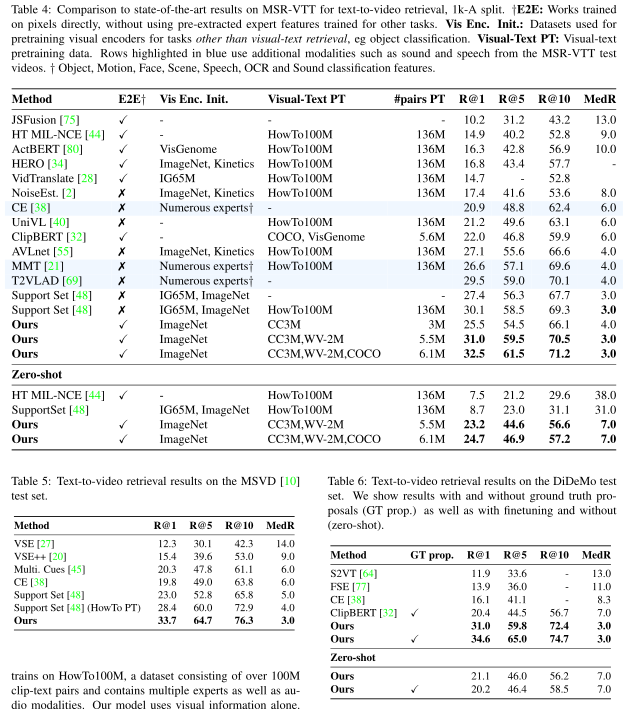 Table 4: Comparison to state-of-the-art results on MSR-VTT for text-to-video retrieval, 1k-A split. †E2E: Works trained
on pixels directly, without using pre-extracted expert features trained for other tasks. Vis Enc. Init.: Datasets used for
pretraining visual encoders for tasks other than visual-text retrieval, eg object classification. Visual-Text PT: Visual-text
pretraining data. Rows highlighted in blue use additional modalities such as sound and speech from the MSR-VTT test
videos. † Object, Motion, Face, Scene, Speech, OCR and Sound classification features.
Method E2E† Vis Enc. Init. Visual-Text PT #pairs PT R@1 R@5 R@10 MedR
JSFusion [75] ✓ - - - 10.2 31.2 43.2 13.0
HT MIL-NCE [44] ✓ - HowTo100M 136M 14.9 40.2 52.8 9.0
ActBERT [80] ✓ VisGenome HowTo100M 136M 16.3 42.8 56.9 10.0
HERO [34] ✓ ImageNet, Kinetics HowTo100M 136M 16.8 43.4 57.7 -
VidTranslate [28] ✓ IG65M HowTo100M 136M 14.7 - 52.8
NoiseEst. [2] ✗ ImageNet, Kinetics HowTo100M 136M 17.4 41.6 53.6 8.0
CE [38] ✗ Numerous experts† - 20.9 48.8 62.4 6.0
UniVL [40] ✗ - HowTo100M 136M 21.2 49.6 63.1 6.0
ClipBERT [32] ✓ - COCO, VisGenome 5.6M 22.0 46.8 59.9 6.0
AVLnet [55] ✗ ImageNet, Kinetics HowTo100M 136M 27.1 55.6 66.6 4.0
MMT [21] ✗ Numerous experts† HowTo100M 136M 26.6 57.1 69.6 4.0
T2VLAD [69] ✗ Numerous experts† - 29.5 59.0 70.1 4.0
Support Set [48] ✗ IG65M, ImageNet - - 27.4 56.3 67.7 3.0
Support Set [48] ✗ IG65M, ImageNet HowTo100M 136M 30.1 58.5 69.3 3.0
Ours ✓ ImageNet CC3M 3M 25.5 54.5 66.1 4.0
Ours ✓ ImageNet CC3M,WV-2M 5.5M 31.0 59.5 70.5 3.0
Ours ✓ ImageNet CC3M,WV-2M,COCO 6.1M 32.5 61.5 71.2 3.0
Zero-shot
HT MIL-NCE [44] ✓ - HowTo100M 136M 7.5 21.2 29.6 38.0
SupportSet [48] IG65M, ImageNet HowTo100M 136M 8.7 23.0 31.1 31.0
Ours ✓ ImageNet CC3M,WV-2M 5.5M 23.2 44.6 56.6 7.0
Ours ✓ ImageNet CC3M,WV-2M,COCO 6.1M 24.7 46.9 57.2 7.0
Table 5: Text-to-video retrieval results on the MSVD [10]
test set.
Method R@1 R@5 R@10 MedR
VSE [27] 12.3 30.1 42.3 14.0
VSE++ [20] 15.4 39.6 53.0 9.0
Multi. Cues [45] 20.3 47.8 61.1 6.0
CE [38] 19.8 49.0 63.8 6.0
Support Set [48] 23.0 52.8 65.8 5.0
Support Set [48] (HowTo PT) 28.4 60.0 72.9 4.0
Ours 33.7 64.7 76.3 3.0
trains on HowTo100M, a dataset consisting of over 100M
clip-text pairs and contains multiple experts as well as au-
dio modalities. Our model uses visual information alone.
Table 6: Text-to-video retrieval results on the DiDeMo test
set. We show results with and without ground truth pro-
posals (GT prop.) as well as with finetuning and without
(zero-shot).
Method GT prop. R@1 R@5 R@10 MedR
S2VT [64] 11.9 33.6 - 13.0
FSE [77] 13.9 36.0 - 11.0
CE [38] 16.1 41.1 - 8.3
ClipBERT [32] ✓ 20.4 44.5 56.7 7.0
Ours 31.0 59.8 72.4 3.0
Ours ✓ 34.6 65.0 74.7 3.0
Zero-shot
Ours 21.1 46.0 56.2 7.0
Ours ✓ 20.2 46.4 58.5 7.0